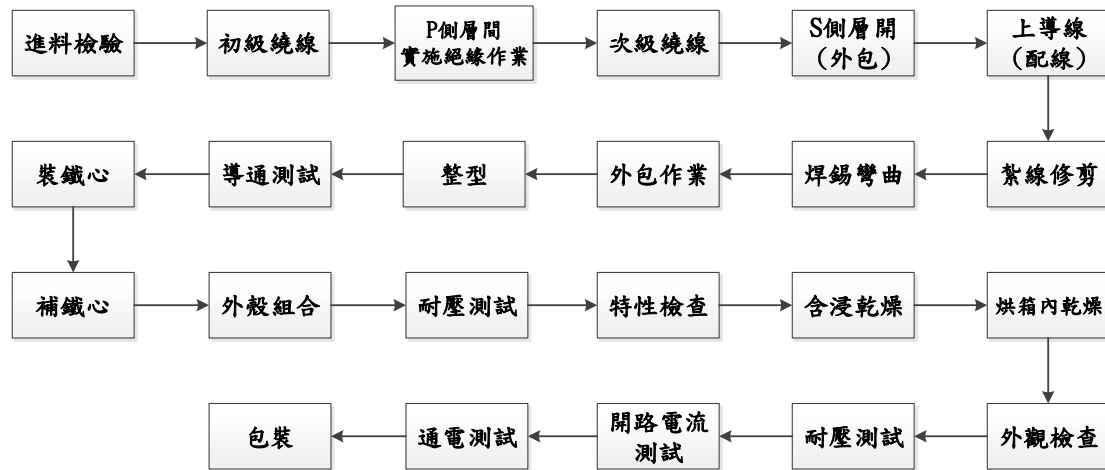 進料檢驗
初級繞線
P側層間
實施絕緣作業
次級繞線
S側層開
(外包)
上導線
(配線)
紮線修剪
焊錫彎曲
外包作業
整型
導通測試
裝鐵心
補鐵心
外殼組合
耐壓測試
特性檢查
含浸乾燥
烘箱內乾燥
外觀檢查
耐壓測試
開路電流
測試
通電測試
包裝